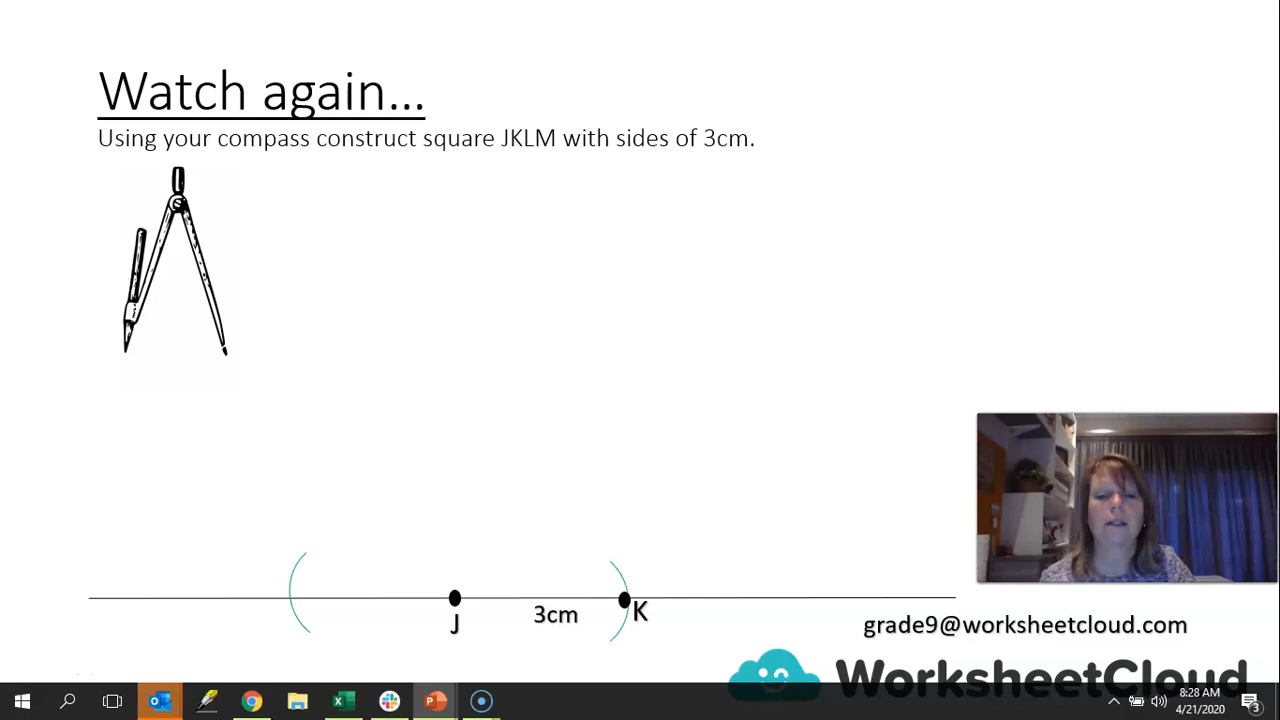 Watch again...
Using your compass construct square JKLM with sides of 3cm.
J
3cm
K
grade9@worksheetcloud.com
WorksheetCloud
8:28 AM
4/21/2020
3